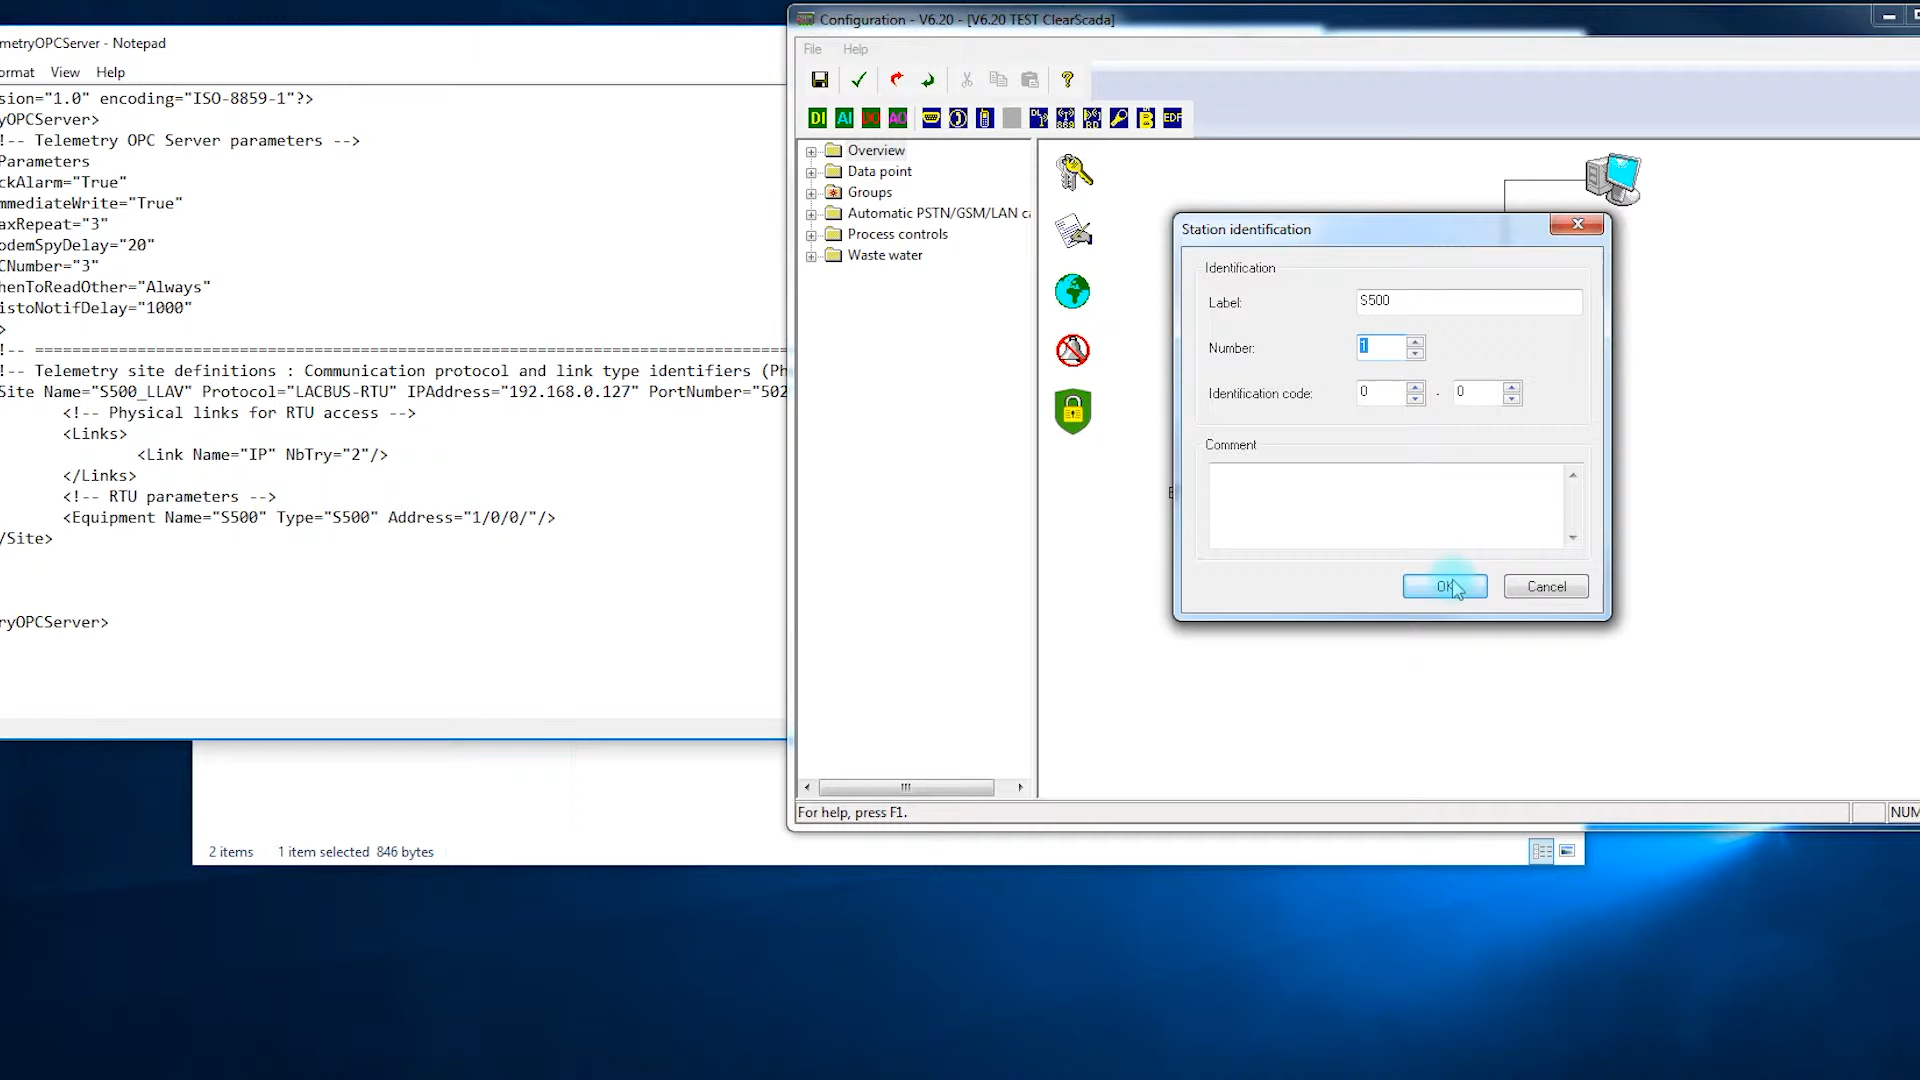 metryOPCServer - Notepad
ormat View Help
sion="1.0" encoding="ISO-8859-1"?>
yOPCServer>
!-- Telemetry OPC Server parameters -->
Parameters
ckAlarm="True"
mmediateWrite="True"
axRepeat="3"
odemSpyDelay="20"
CNumber="3"
henToReadOther="Always"
istoNotifDelay="1000"
>
!-- ================================================================================
!-- Telemetry site definitions : Communication protocol and link type identifiers (Ph
Site Name="S500_LLAV" Protocol="LACBUS-RTU" IPAddress="192.168.0.127" PortNumber="502
<!-- Physical links for RTU access -->
<Links>
<Link Name="IP" NbTry="2"/>
</Links>
<!-- RTU parameters -->
<Equipment Name="S500" Type="S500" Address="1/0/0/"/>
/Site>
ryOPCServer>
2 items 1 item selected 846 bytes
Configuration - V6.20 - [V6.20 TEST ClearScada]
File Help
DI AI DO AO EDF
Overview
Data point
Groups
Automatic PSTN/GSM/LAN ca
Process controls
Waste water
Station identification
Identification
Label: S500
Number: 1
Identification code: 0 - 0
Comment
OK Cancel
For help, press F1.
NUM